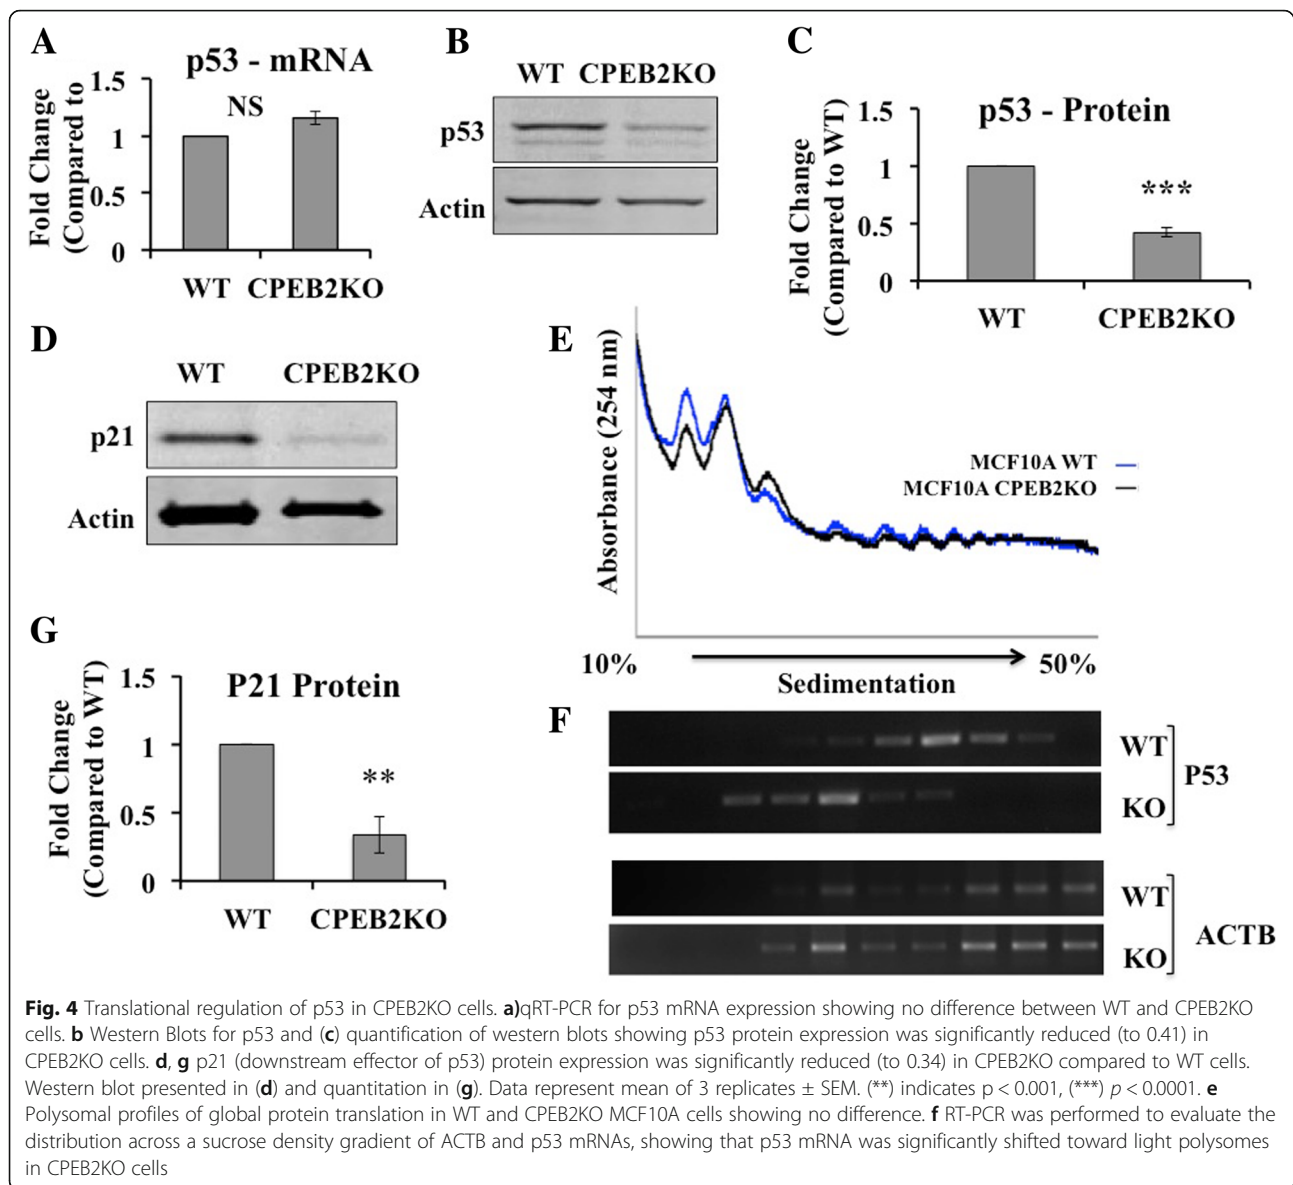 A
p53 - mRNA
Fold Change
(Compared to
1.5
1
0.5
0
NS
WT CPEB2KO
B
WT CPEB2KO
p53
Actin
C
p53 - Protein
Fold Change
(Compared to WT)
1.5
1
0.5
0
***
WT CPEB2KO
D
WT CPEB2KO
p21
Actin
E
Absorbance (254 nm)
MCF10A WT
MCF10A CPEB2KO
10% 50%
Sedimentation
G
P21 Protein
Fold Change
(Compared to WT)
1.5
1
0.5
0
**
WT CPEB2KO
F
WT
KO
P53
WT
KO
ACTB
Fig. 4 Translational regulation of p53 in CPEB2KO cells. a)qRT-PCR for p53 mRNA expression showing no difference between WT and CPEB2KO
cells. b Western Blots for p53 and (c) quantification of western blots showing p53 protein expression was significantly reduced (to 0.41) in
CPEB2KO cells. d, g p21 (downstream effector of p53) protein expression was significantly reduced (to 0.34) in CPEB2KO compared to WT cells.
Western blot presented in (d) and quantitation in (g). Data represent mean of 3 replicates ± SEM. (**) indicates p < 0.001, (***) p < 0.0001. e
Polysomal profiles of global protein translation in WT and CPEB2KO MCF10A cells showing no difference. f RT-PCR was performed to evaluate the
distribution across a sucrose density gradient of ACTB and p53 mRNAs, showing that p53 mRNA was significantly shifted toward light polysomes
in CPEB2KO cells